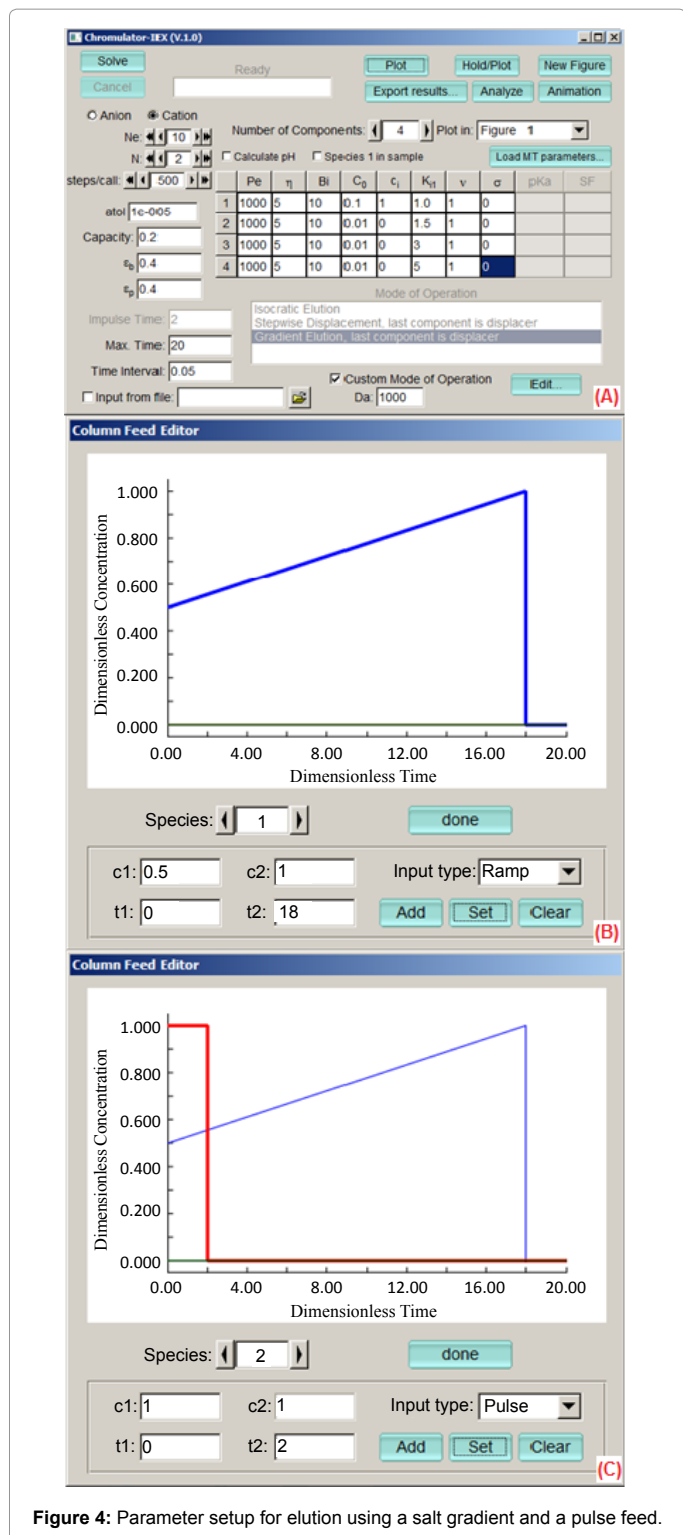 Chromulator-IEX (V.1.0)
Solve Ready Plot Hold/Plot New Figure
Cancel Export results... Analyze Animation
Anion Cation
Ne: 10 Number of Components: 4 Plot in: Figure 1
N: 2 Calculate pH Species 1 in sample Load MT parameters...
steps/call: 500 Pe η Bi C0 ci Ki1 ν σ pKa SF
1 1000 5 10 0.1 1 1.0 1 0
atol 1e-005 2 1000 5 10 0.01 0 1.5 1 0
Capacity: 0.2 3 1000 5 10 0.01 0 3 1 0
εb 0.4 4 1000 5 10 0.01 0 5 1 0
εp 0.4 Mode of Operation
Impulse Time: 2 Isocratic Elution
Stepwise Displacement, last component is displacer
Max. Time: 20 Gradient Elution, last component is displacer
Time Interval: 0.05 Custom Mode of Operation Edit...
Input from file: Da: 1000 (A)
Column Feed Editor
Dimensionless Concentration
1.000
0.800
0.600
0.400
0.200
0.000
0.00 4.00 8.00 12.00 16.00 20.00
Dimensionless Time
Species: 1 done
c1: 0.5 c2: 1 Input type: Ramp
t1: 0 t2: 18 Add Set Clear
(B)
Column Feed Editor
Dimensionless Concentration
1.000
0.800
0.600
0.400
0.200
0.000
0.00 4.00 8.00 12.00 16.00 20.00
Dimensionless Time
Species: 2 done
c1: 1 c2: 1 Input type: Pulse
t1: 0 t2: 2 Add Set Clear
(C)
Figure 4: Parameter setup for elution using a salt gradient and a pulse feed.